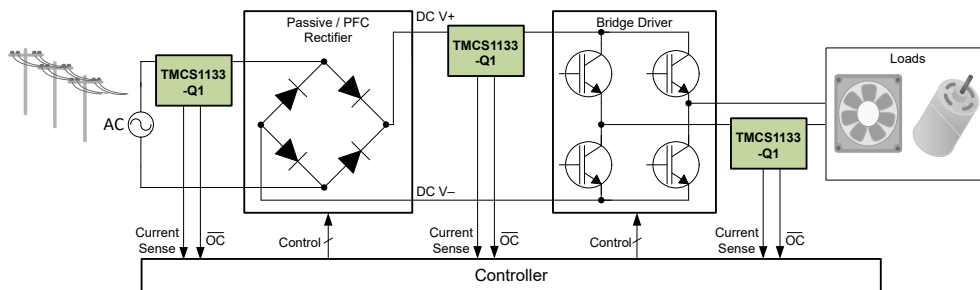 Passive / PFC
Rectifier
DC V+
Bridge Driver
TMCS1133
-Q1
TMCS1133
-Q1
Loads
AC
TMCS1133
-Q1
DC V–
Current
Sense
OC
Control
Current
Sense
OC
Control
Current
Sense
OC
Controller